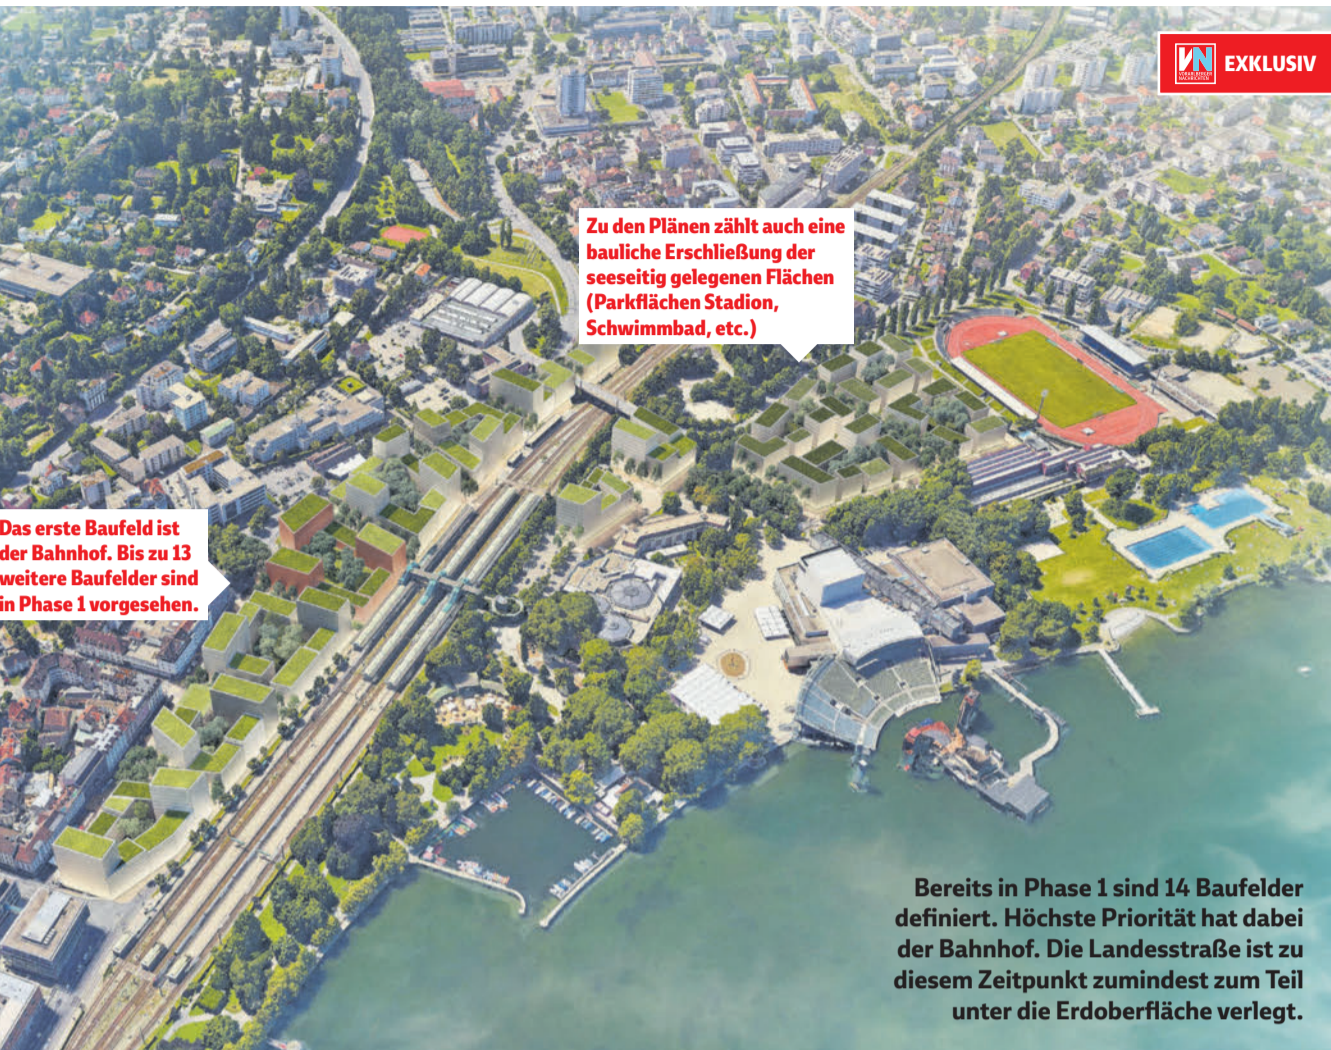 VN
VORARLBERGER
NACHRICHTEN
EXKLUSIV
Zu den Plänen zählt auch eine
bauliche Erschließung der
seeseitig gelegenen Flächen
(Parkflächen Stadion,
Schwimmbad, etc.)
Das erste Baufeld ist
der Bahnhof. Bis zu 13
weitere Baufelder sind
in Phase 1 vorgesehen.
Bereits in Phase 1 sind 14 Baufelder
definiert. Höchste Priorität hat dabei
der Bahnhof. Die Landesstraße ist zu
diesem Zeitpunkt zumindest zum Teil
unter die Erdoberfläche verlegt.